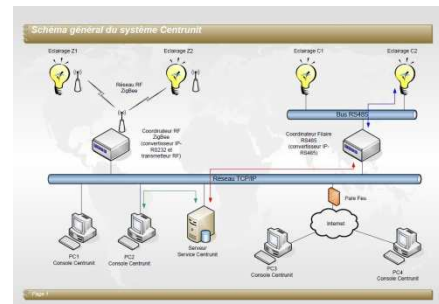 Schéma général du système Centrunit
Eclairage Z1
Eclairage Z2
Eclairage C1
Eclairage C2
Réseau RF
ZigBee
Bus RS485
Coordinateur RF
ZigBee
(convertisseur IP-
RS232 et
transmetteur RF)
Coordinateur Filaire
RS485
(convertisseur IP-
RS485)
Réseau TCP/IP
Pare Feu
Internet
PC1
Console Centrunit
PC2
Console Centrunit
Serveur
Service Centrunit
PC3
Console Centrunit
PC4
Console Centrunit
Page 1